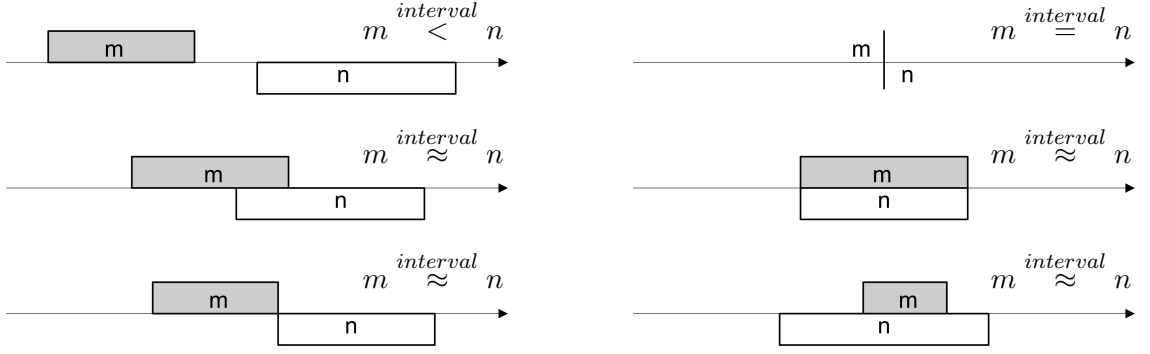 m interval < n
m
n
m interval = n
m
n
m interval ≈ n
m
n
m interval ≈ n
m
n
m interval ≈ n
m
n
m interval ≈ n
m
n